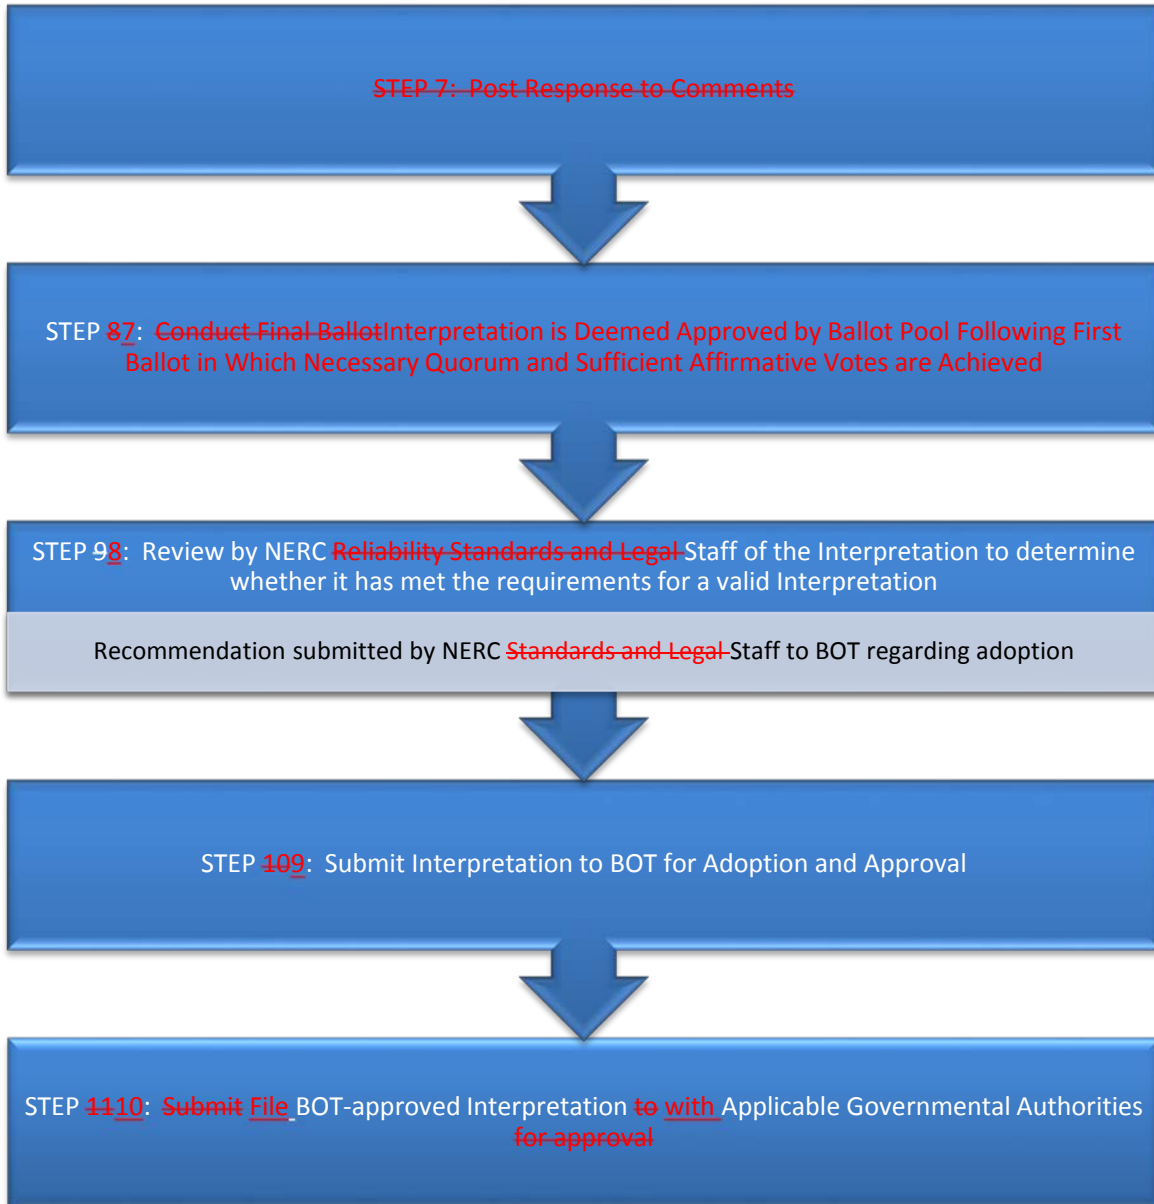 STEP 7: Post Response to Comments
STEP 87: Conduct Final BallotInterpretation is Deemed Approved by Ballot Pool Following First
Ballot in Which Necessary Quorum and Sufficient Affirmative Votes are Achieved
STEP 98: Review by NERC Reliability Standards and Legal Staff of the Interpretation to determine
whether it has met the requirements for a valid Interpretation
Recommendation submitted by NERC Standards and Legal Staff to BOT regarding adoption
STEP 109: Submit Interpretation to BOT for Adoption and Approval
STEP 1110: Submit File BOT-approved Interpretation to with Applicable Governmental Authorities
for approval